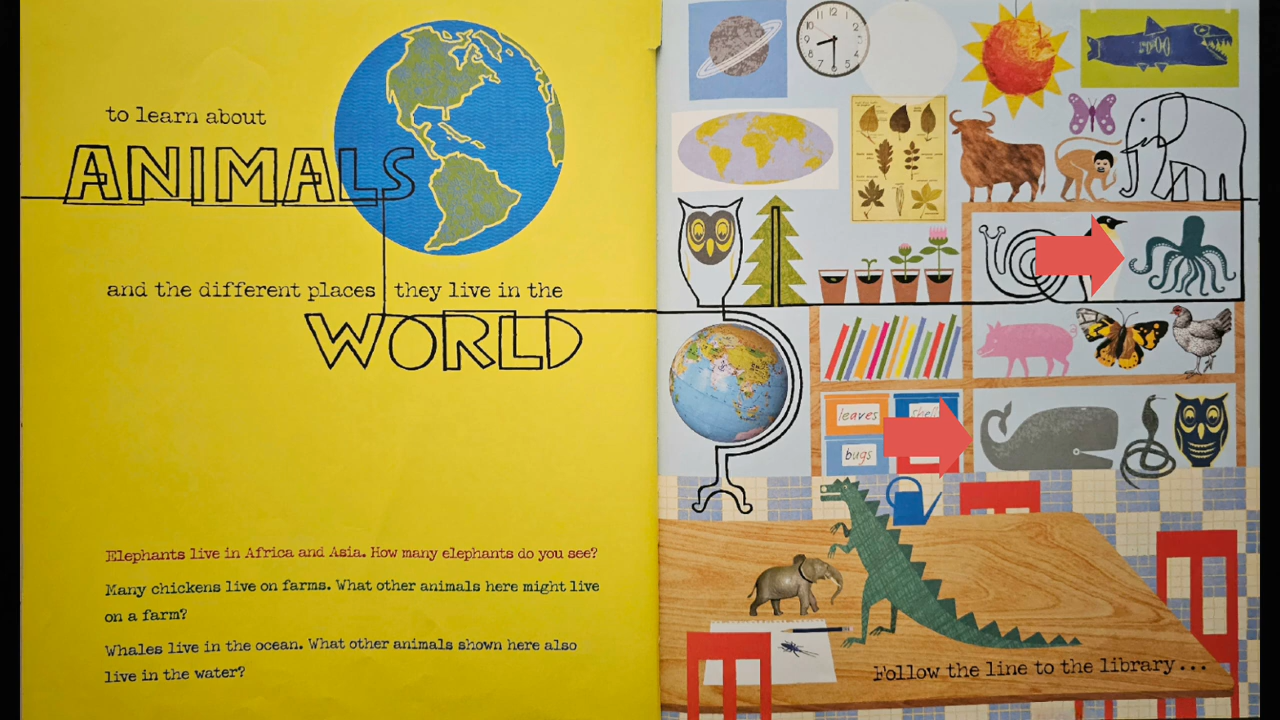 to learn about
ANIMALS
and the different places they live in the
WORLD
Elephants live in Africa and Asia. How many elephants do you see?
Many chickens live on farms. What other animals here might live
on a farm?
Whales live in the ocean. What other animals shown here also
live in the water?
leaves
bugs
Follow the line to the library...